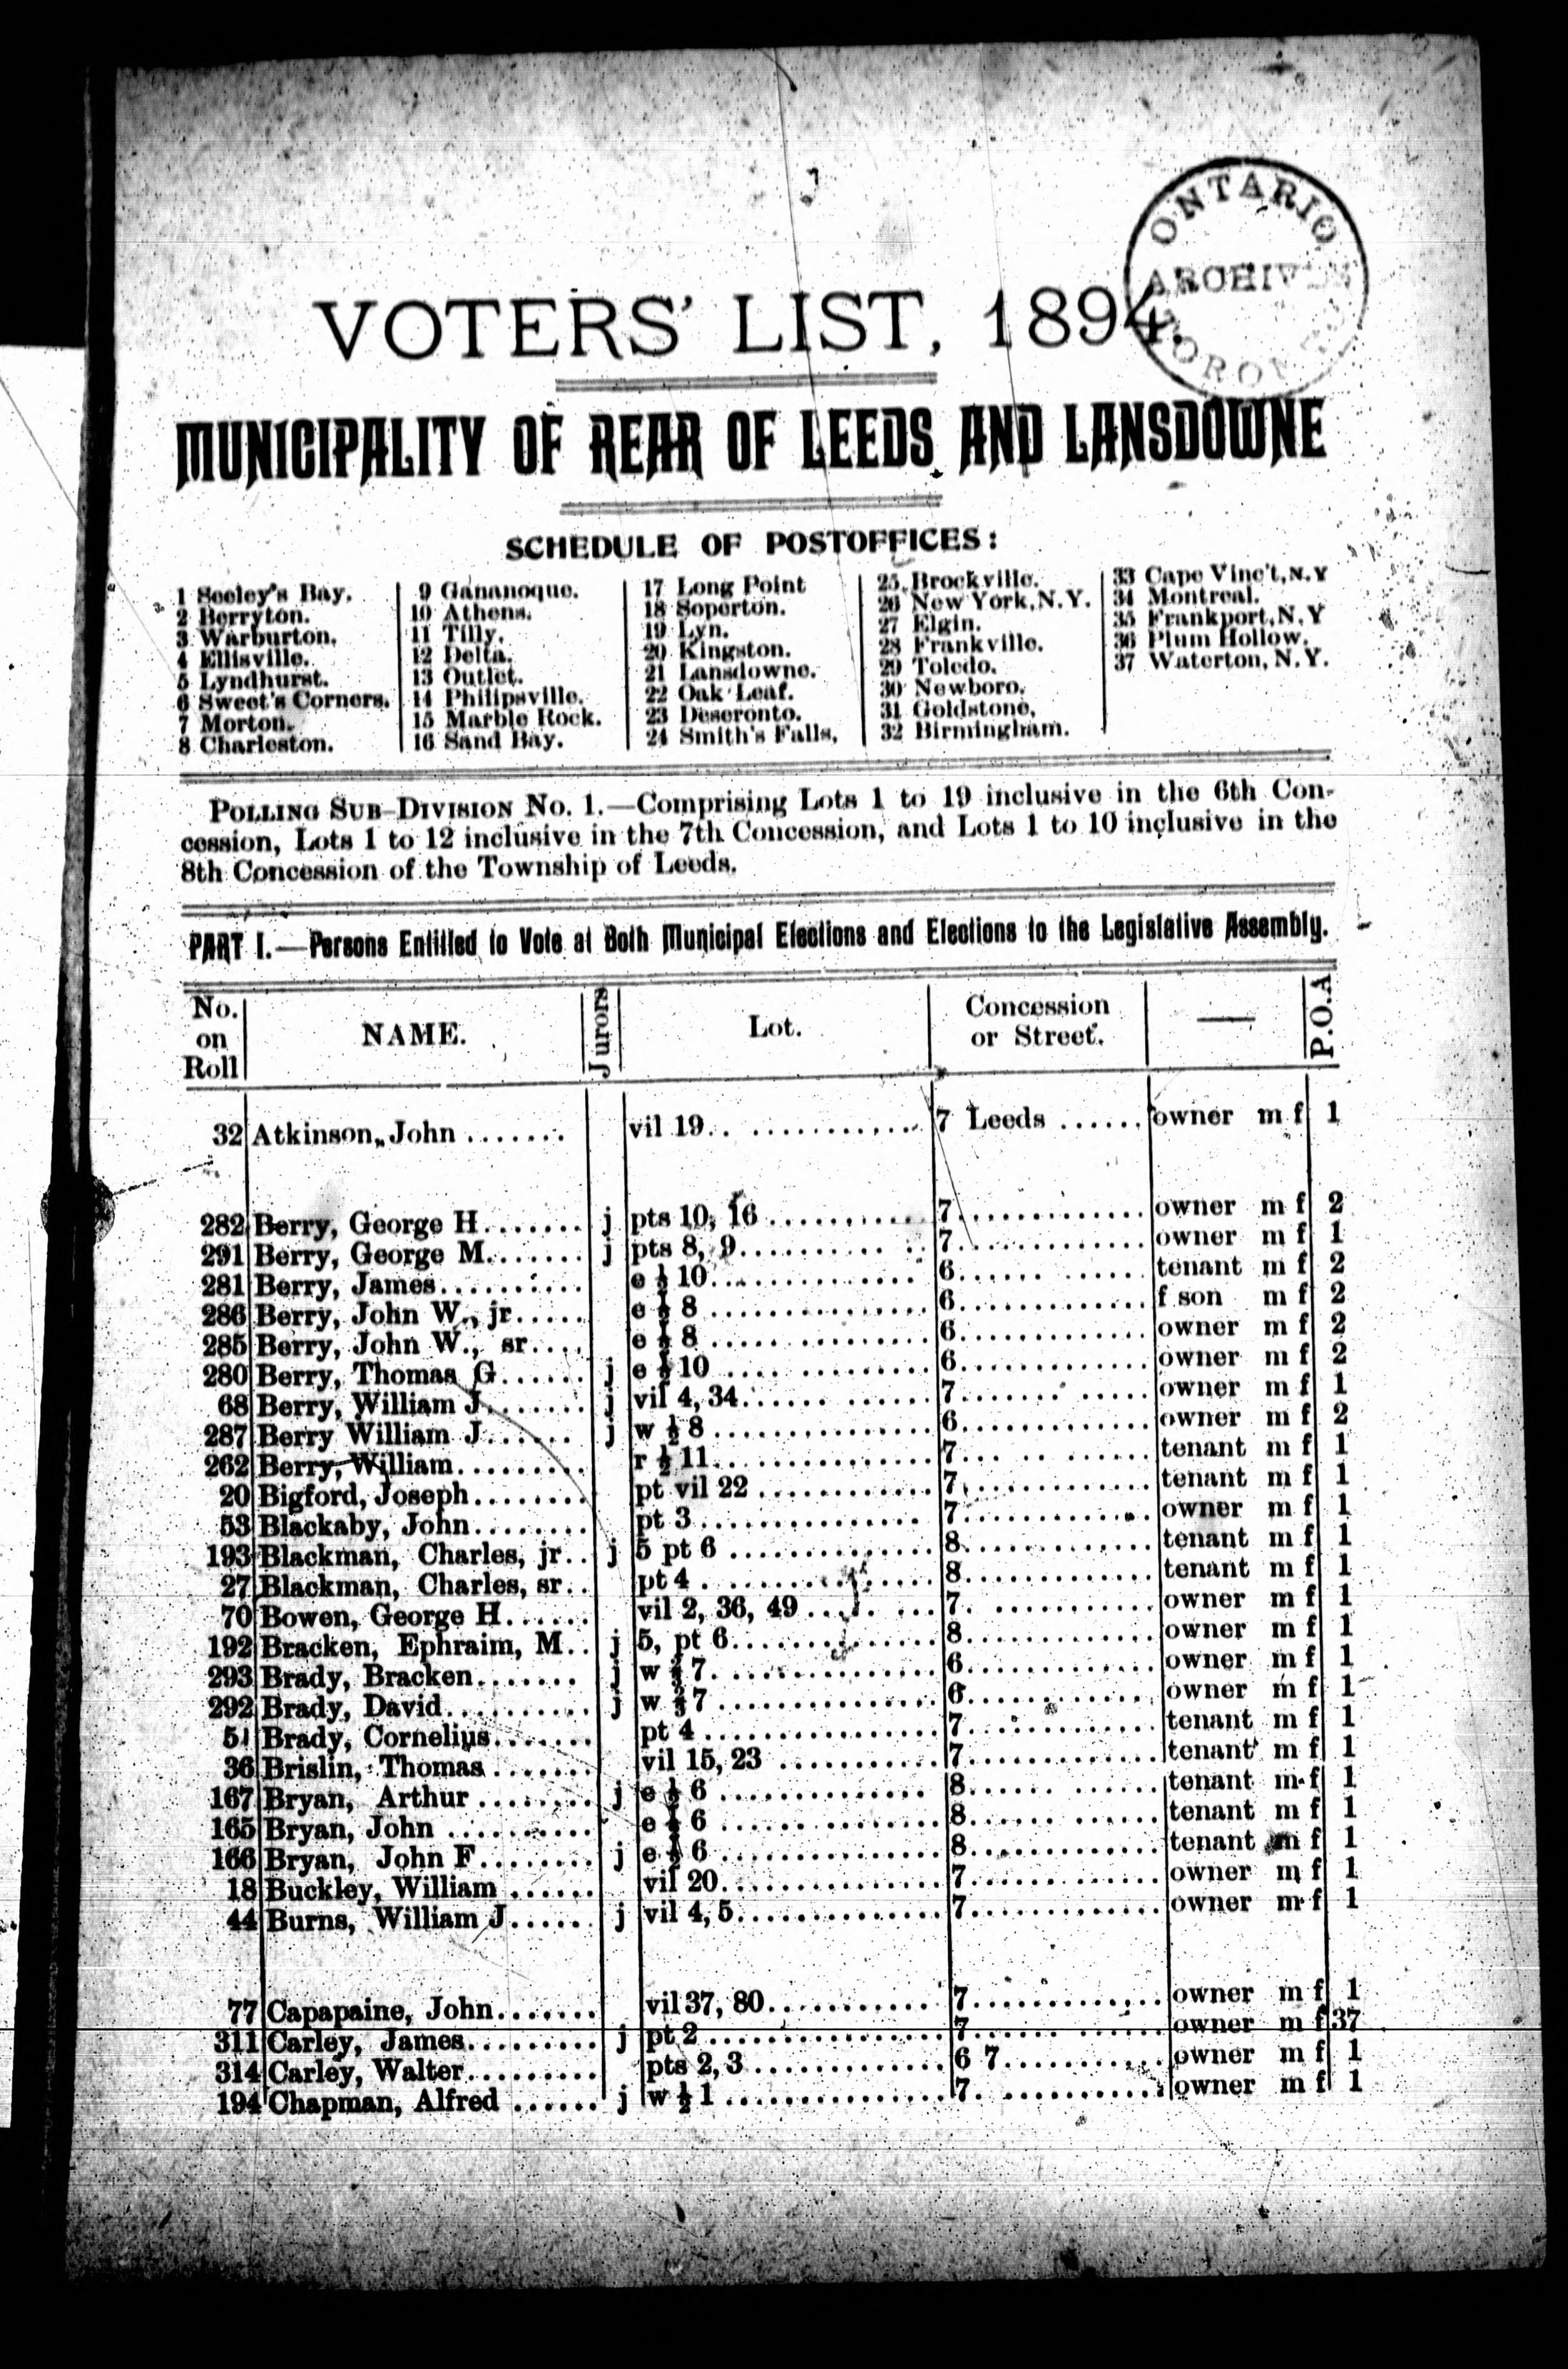 ONTARIO
ARCHIVES
TORONTO
VOTERS' LIST, 1894.
MUNICIPALITY OF REAR OF LEEDS AND LANSDOWNE
SCHEDULE OF POSTOFFICES:
1 Seeley's Bay.
2 Berryton.
3 Warburton.
4 Ellisville.
5 Lyndhurst.
6 Sweet's Corners.
7 Morton.
8 Charleston.
9 Gananoque.
10 Athens.
11 Tilly.
12 Delta.
13 Outlet.
14 Philipsville.
15 Marble Rock.
16 Sand Bay.
17 Long Point
18 Soperton.
19 Lyn.
20 Kingston.
21 Lansdowne.
22 Oak Leaf.
23 Deseronto.
24 Smith's Falls.
25 Brockville.
26 New York, N.Y.
27 Elgin.
28 Frankville.
29 Toledo.
30 Newboro.
31 Goldstone.
32 Birmingham.
33 Cape Vinc't, N.Y
34 Montreal.
35 Frankport, N.Y
36 Plum Hollow.
37 Waterton, N.Y.
POLLING SUB-DIVISION No. 1.—Comprising Lots 1 to 19 inclusive in the 6th Con-
cession, Lots 1 to 12 inclusive in the 7th Concession, and Lots 1 to 10 inclusive in the
8th Concession of the Township of Leeds.
PART I.—Persons Entitled to Vote at Both Municipal Elections and Elections to the Legislative Assembly.
No. on Roll | NAME. | Jurors | Lot. | Concession or Street. | — | P.O.A
32 Atkinson, John ....... vil 19.. ............ 7 Leeds ...... owner m f 1
282 Berry, George H....... j pts 10, 16 ........... 7............. owner m f 2
291 Berry, George M....... j pts 8, 9.......... .. 7............. owner m f 1
281 Berry, James.......... e ½ 10............... 6...... ...... tenant m f 2
286 Berry, John W., jr..... e 8 ............... 6............. f son m f 2
285 Berry, John W., sr.... e 8 ............... 6............. owner m f 2
280 Berry, Thomas G...... j e 10 .............. 6............. owner m f 2
68 Berry, William J....... j vil 4, 34...... ...... 7....... ..... owner m f 1
287 Berry William J...... j w ½ 8.............. 6............. owner m f 2
262 Berry, William......... r ½ 11.............. 7... ........ tenant m f 1
20 Bigford, Joseph........ pt vil 22 ............ 7............. tenant m f 1
53 Blackaby, John........ pt 3............... 7............. owner m f 1
193 Blackman, Charles, jr.. j 5 pt 6 .............. 8............. tenant m f 1
27 Blackman, Charles, sr.. pt 4 ............... 8............. tenant m f 1
70 Bowen, George H...... vil 2, 36, 49 .... ... 7. ........... owner m f 1
192 Bracken, Ephraim, M.. j 5, pt 6.............. 8............. owner m f 1
293 Brady, Bracken....... j w 7............... 6............. owner m f 1
292 Brady, David.......... j w 7............... 6............. owner m f 1
51 Brady, Cornelius....... pt 4 ............... 7............. tenant m f 1
36 Brislin, Thomas ....... vil 15, 23 ........... 7............. tenant m f 1
167 Bryan, Arthur ........ j e ½ 6 .............. 8...... ...... tenant m f 1
165 Bryan, John .......... e ½ 6 .............. 8...... ...... tenant m f 1
166 Bryan, John F........ j e ½ 6 .............. 8............. tenant m f 1
18 Buckley, William ...... vil 20.............. 7............. owner m f 1
44 Burns, William J...... j vil 4, 5.............. 7............. owner m f 1
77 Capapaine, John....... vil 37, 80........... 7............. owner m f 1
311 Carley, James......... j pt 2 ............... 7...... ...... owner m f 37
314 Carley, Walter......... pts 2, 3............. 6 7........... owner m f 1
194 Chapman, Alfred ...... j w ½ 1 .............. 7. ........... owner m f 1